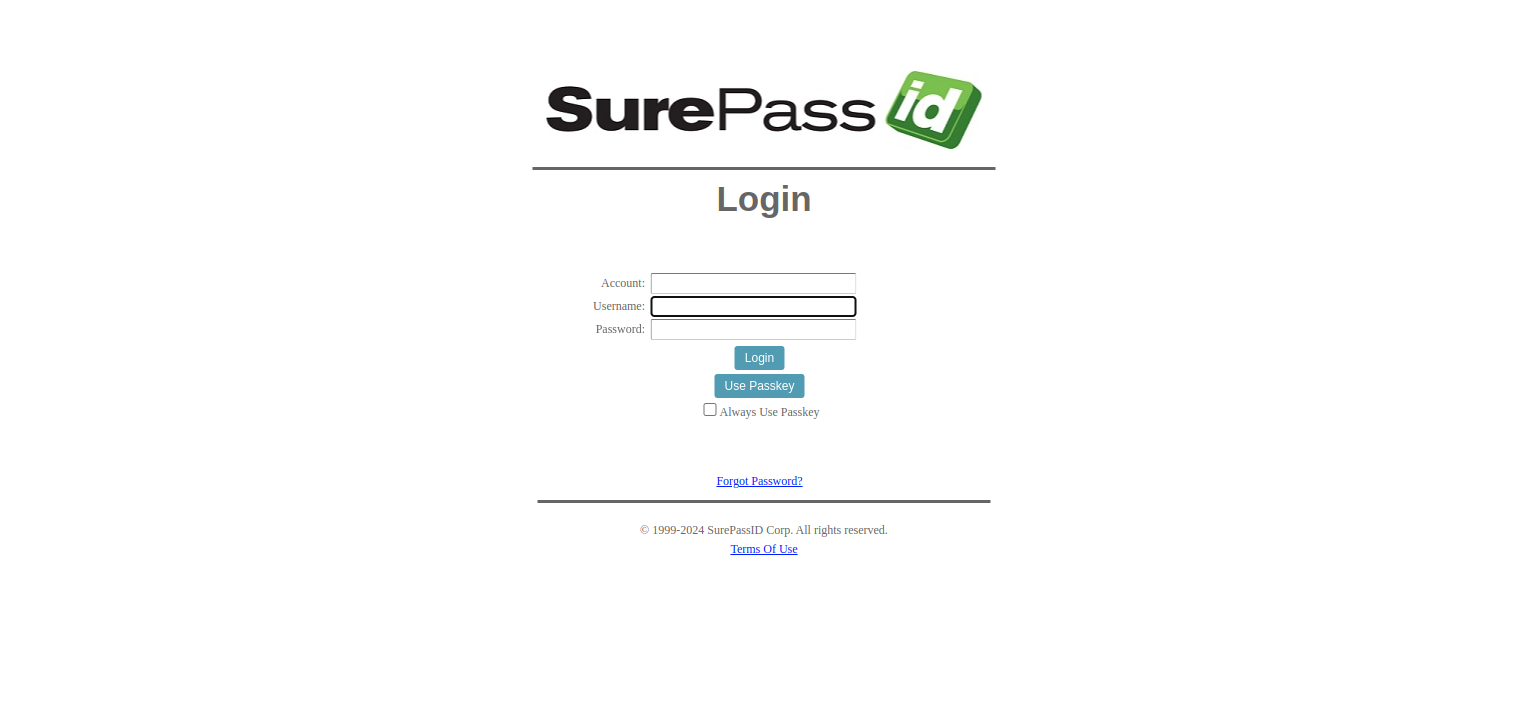 SurePass id
Login
Account:
Username:
Password:
Login
Use Passkey
Always Use Passkey
Forgot Password?
© 1999-2024 SurePassID Corp. All rights reserved.
Terms Of Use